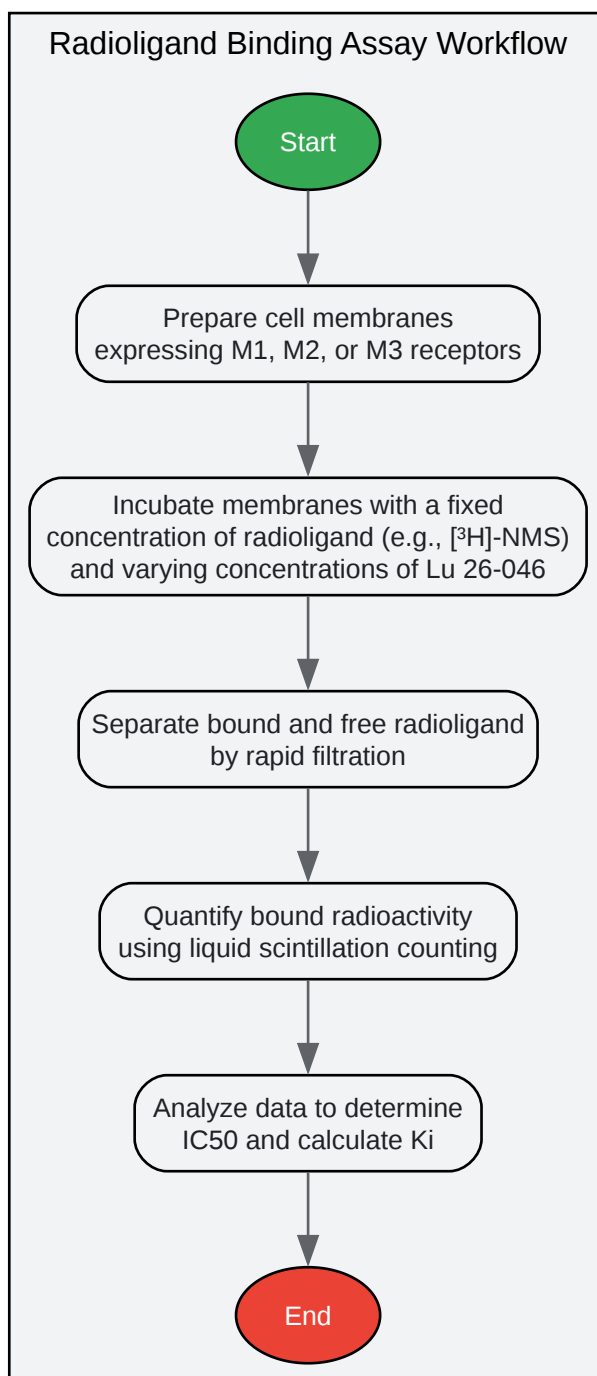 Radioligand Binding Assay Workflow
Start
Prepare cell membranes
expressing M1, M2, or M3 receptors
Incubate membranes with a fixed
concentration of radioligand (e.g., [³H]-NMS)
and varying concentrations of Lu 26-046
Separate bound and free radioligand
by rapid filtration
Quantify bound radioactivity
using liquid scintillation counting
Analyze data to determine
IC50 and calculate Ki
End